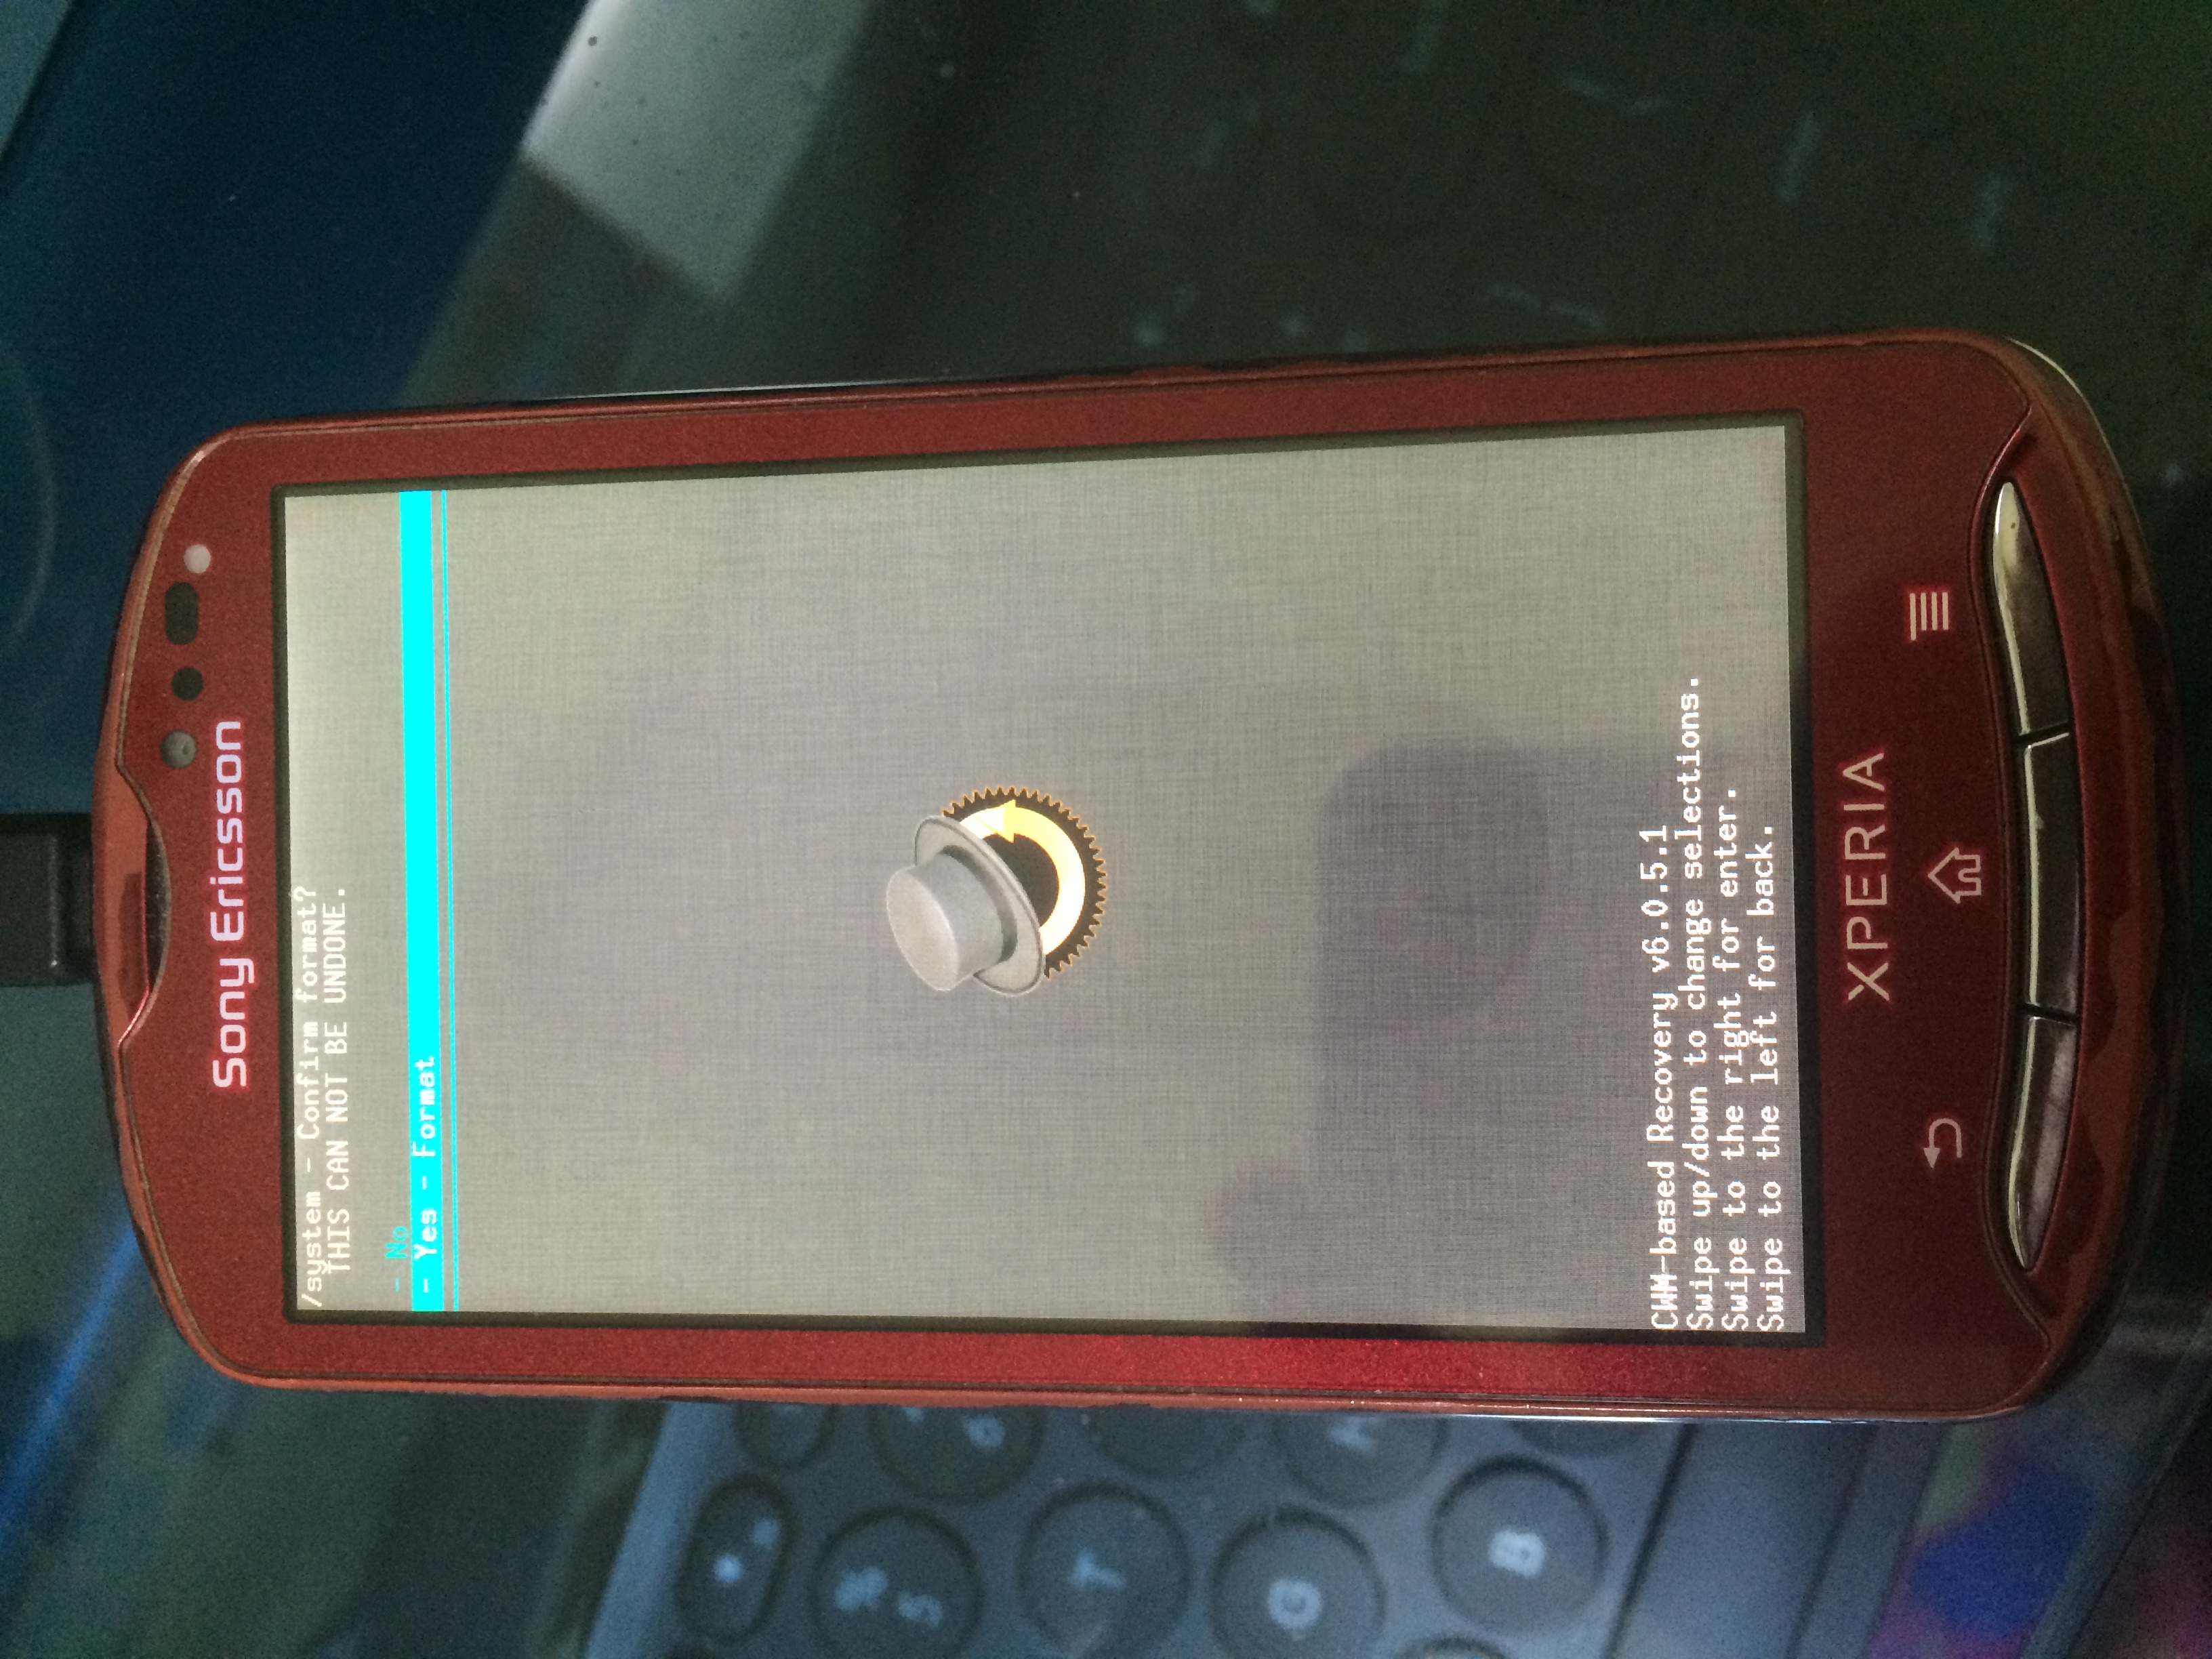 Sony Ericsson
/system - Confirm format?
THIS CAN NOT BE UNDONE.
- No
- Yes - Format
CWM-based Recovery v6.0.5.1
Swipe up/down to change selections.
Swipe to the right for enter.
Swipe to the left for back.
XPERIA
%
5
6
T
G
B